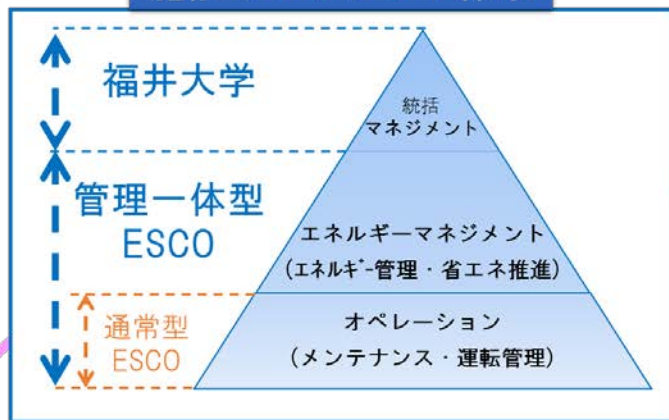 福井大学
統括
マネジメント
管理一体型
ESCO
エネルギーマネジメント
(エネルギー管理・省エネ推進)
通常型
ESCO
オペレーション
(メンテナンス・運転管理)